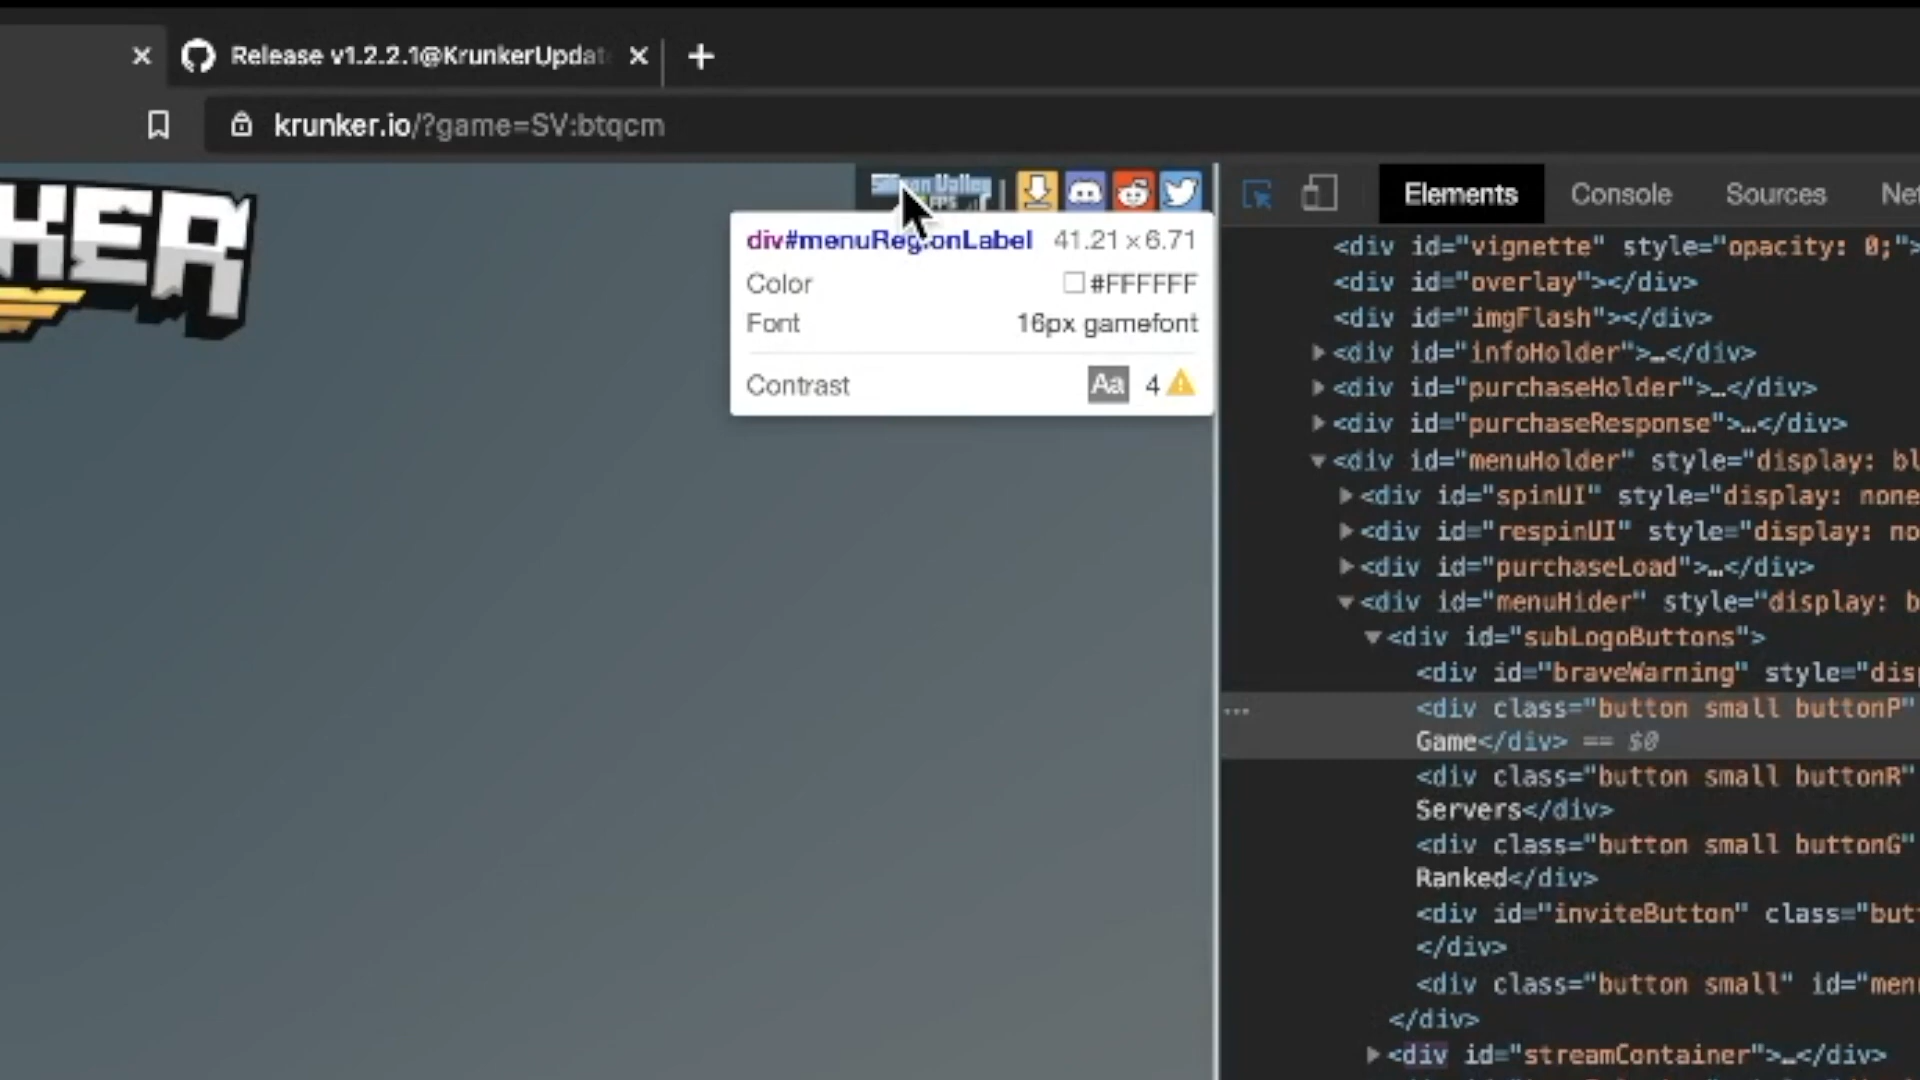 Release v1.2.2.1@KrunkerUpdat
krunker.io/?game=SV:btqcm
KER
Silicon Valley
FPS
div#menuRegionLabel 41.21 × 6.71
Color #FFFFFF
Font 16px gamefont
Contrast Aa 4
Elements Console Sources Net
<div id="vignette" style="opacity: 0;">
<div id="overlay"></div>
<div id="imgFlash"></div>
<div id="infoHolder">…</div>
<div id="purchaseHolder">…</div>
<div id="purchaseResponse">…</div>
<div id="menuHolder" style="display: bl
<div id="spinUI" style="display: none
<div id="respinUI" style="display: no
<div id="purchaseLoad">…</div>
<div id="menuHider" style="display: b
<div id="subLogoButtons">
<div id="braveWarning" style="disp
<div class="button small buttonP"
Game</div> == $0
<div class="button small buttonR"
Servers</div>
<div class="button small buttonG"
Ranked</div>
<div id="inviteButton" class="but
</div>
<div class="button small" id="men
</div>
<div id="streamContainer">…</div>